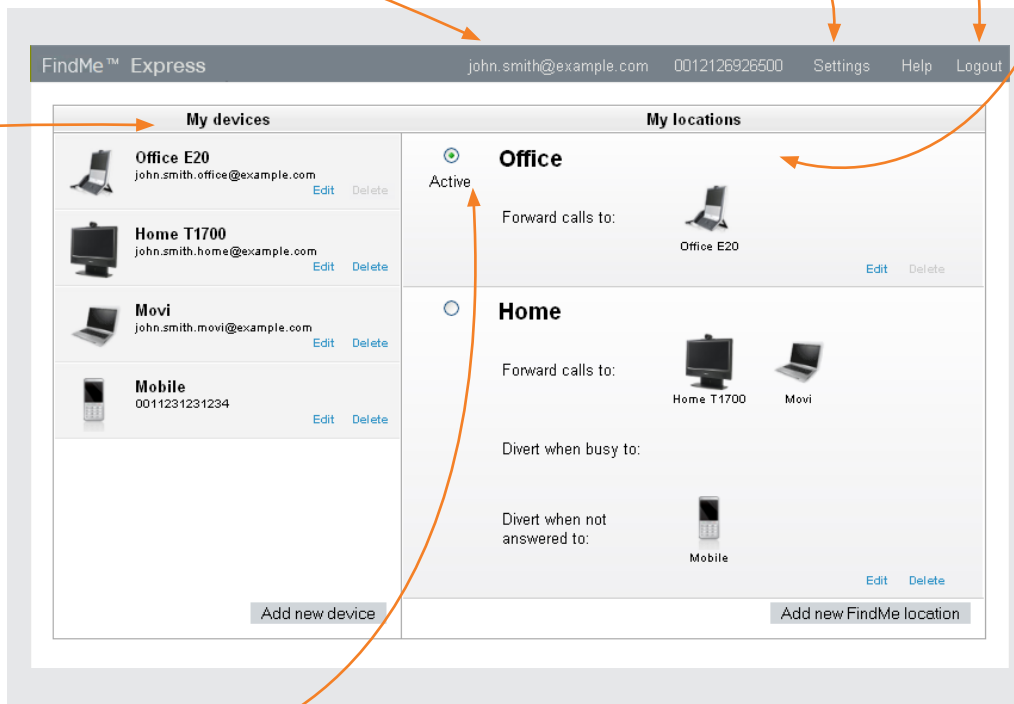 FindMe™ Express
john.smith@example.com 0012126926500 Settings Help Logout
My devices
Office E20
john.smith.office@example.com
Edit Delete
Home T1700
john.smith.home@example.com
Edit Delete
Movi
john.smith.movi@example.com
Edit Delete
Mobile
0011231231234
Edit Delete
Add new device
My locations
Active
Office
Forward calls to:
Office E20
Edit Delete
Home
Forward calls to:
Home T1700 Movi
Divert when busy to:
Divert when not
answered to:
Mobile
Edit Delete
Add new FindMe location